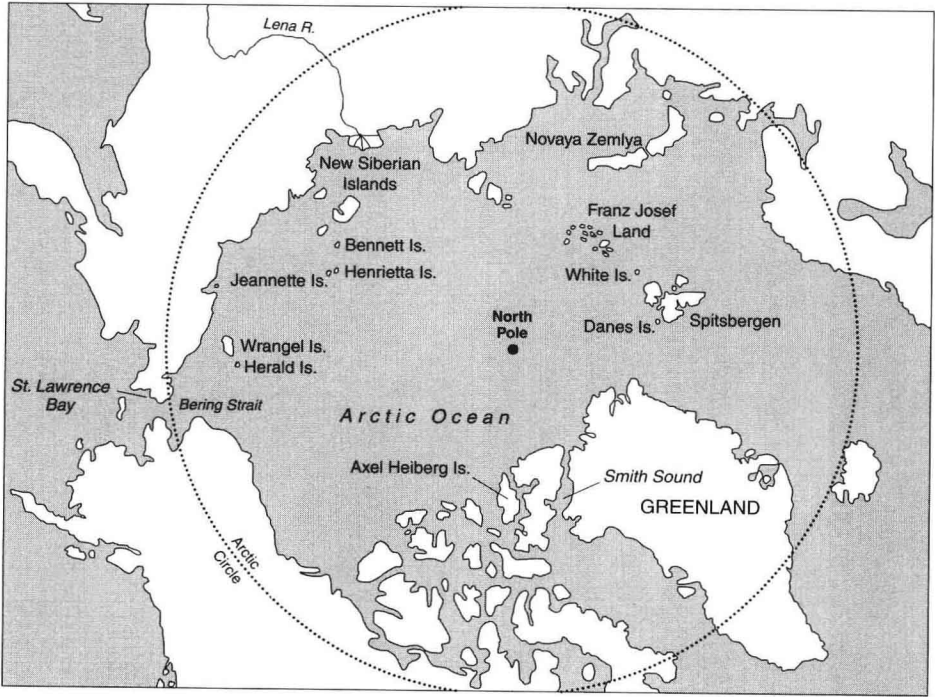 Lena R.
Novaya Zemlya
New Siberian
Islands
Franz Josef
Land
Bennett Is.
Jeannette Is.
Henrietta Is.
White Is.
North
Pole
Danes Is.
Spitsbergen
Wrangel Is.
Herald Is.
St. Lawrence
Bay
Bering Strait
Arctic Ocean
Axel Heiberg Is.
Smith Sound
GREENLAND
Arctic
Circle